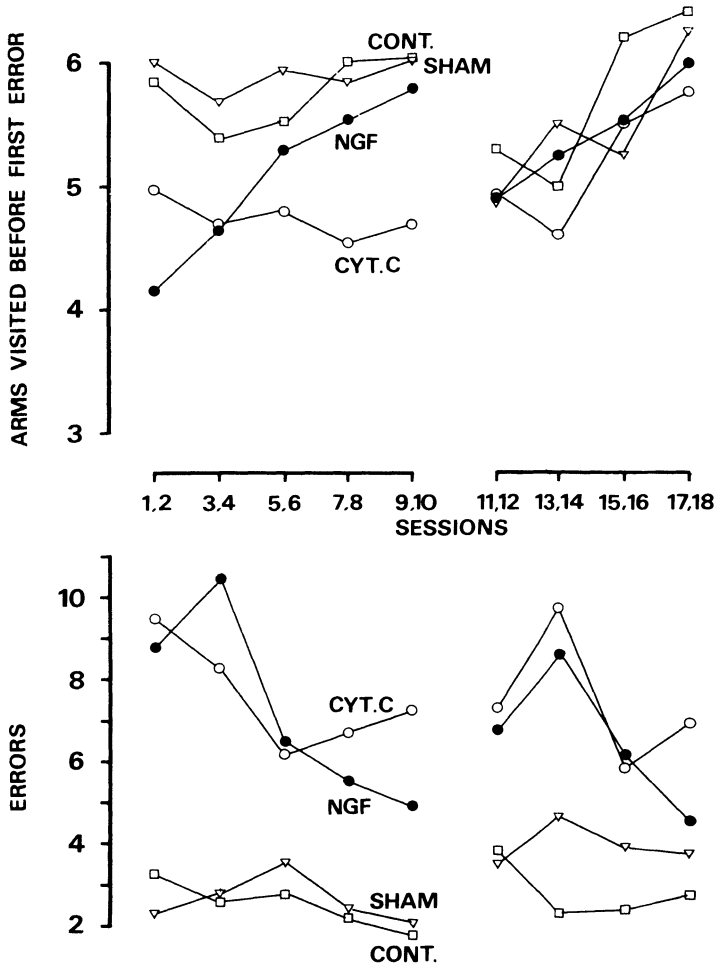 ARMS VISITED BEFORE FIRST ERROR
6
5
4
3
CONT.
SHAM
NGF
CYT.C
1,2 3,4 5,6 7,8 9,10 11,12 13,14 15,16 17,18
SESSIONS
ERRORS
10
8
6
4
2
CYT.C
NGF
SHAM
CONT.